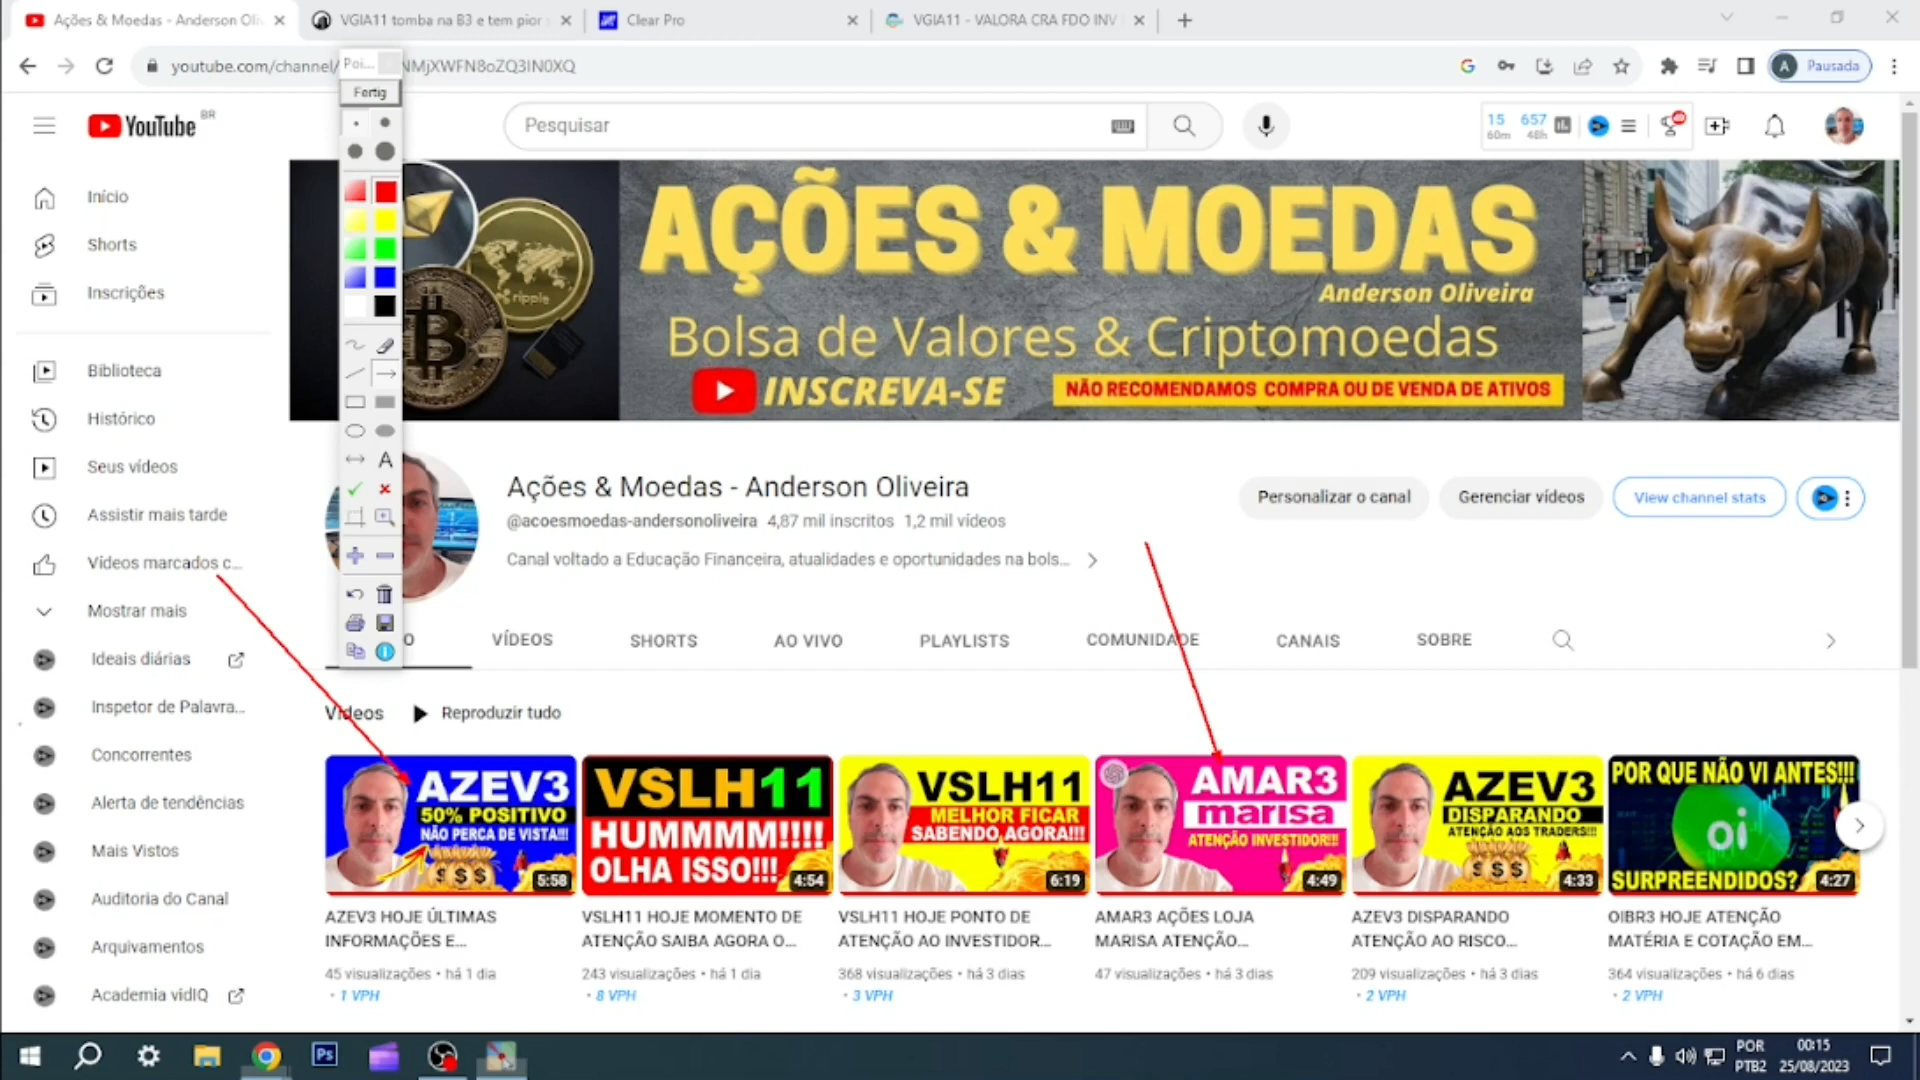 Ações & Moedas - Anderson Oli
VGIA11 tomba na B3 e tem pior s
Clear Pro
VGIA11 - VALORA CRA FDO INV
youtube.com/channel/
NMjXWFN8oZQ3IN0XQ
Poi...
Fertig
A
Pausada
YouTube
BR
Pesquisar
15
60m
657
48h
Início
Shorts
Inscrições
Biblioteca
Histórico
Seus vídeos
Assistir mais tarde
Vídeos marcados c...
Mostrar mais
Ideais diárias
Inspetor de Palavra...
Concorrentes
Alerta de tendências
Mais Vistos
Auditoria do Canal
Arquivamentos
Academia vidIQ
ripple
AÇÕES & MOEDAS
Anderson Oliveira
Bolsa de Valores & Criptomoedas
INSCREVA-SE
NÃO RECOMENDAMOS COMPRA OU DE VENDA DE ATIVOS
A
Ações & Moedas - Anderson Oliveira
@acoesmoedas-andersonoliveira 4,87 mil inscritos 1,2 mil vídeos
Canal voltado a Educação Financeira, atualidades e oportunidades na bols...
Personalizar o canal
Gerenciar vídeos
View channel stats
O
VÍDEOS
SHORTS
AO VIVO
PLAYLISTS
COMUNIDADE
CANAIS
SOBRE
Vídeos
Reproduzir tudo
AZEV3
50% POSITIVO
NÃO PERCA DE VISTA!!!
$ $ $
5:58
VSLH11
HUMMMM!!!!
OLHA ISSO!!!
4:54
VSLH11
MELHOR FICAR
SABENDO AGORA!!!
6:19
AMAR3
marisa
ATENÇÃO INVESTIDOR!!!
4:49
AZEV3
DISPARANDO
ATENÇÃO AOS TRADERS!!!
$ $ $
4:33
POR QUE NÃO VI ANTES!!!
oi
SURPREENDIDOS?
4:27
AZEV3 HOJE ÚLTIMAS
INFORMAÇÕES E...
45 visualizações • há 1 dia
• 1 VPH
VSLH11 HOJE MOMENTO DE
ATENÇÃO SAIBA AGORA O...
243 visualizações • há 1 dia
• 8 VPH
VSLH11 HOJE PONTO DE
ATENÇÃO AO INVESTIDOR...
368 visualizações • há 3 dias
• 3 VPH
AMAR3 AÇÕES LOJA
MARISA ATENÇÃO...
47 visualizações • há 3 dias
AZEV3 DISPARANDO
ATENÇÃO AO RISCO...
209 visualizações • há 3 dias
• 2 VPH
OIBR3 HOJE ATENÇÃO
MATÉRIA E COTAÇÃO EM...
364 visualizações • há 6 dias
• 2 VPH
Ps
POR
PTB2
00:15
25/08/2023